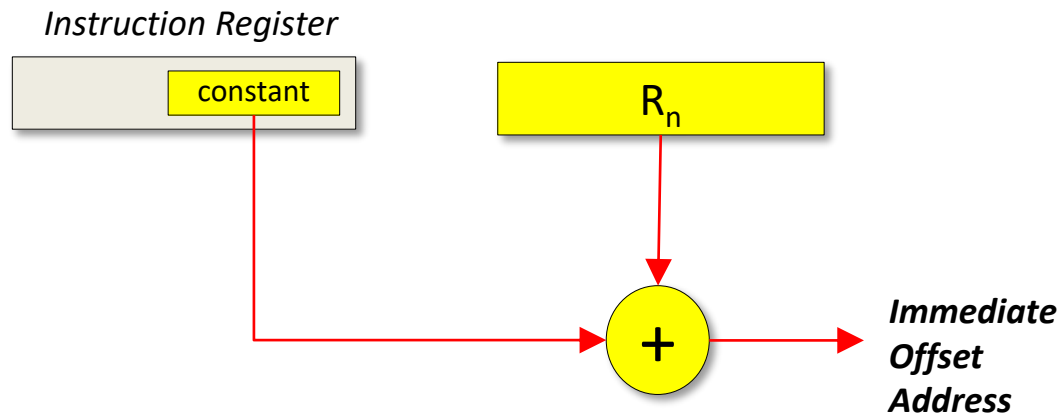 Instruction Register
constant
Rₙ
+
Immediate
Offset
Address